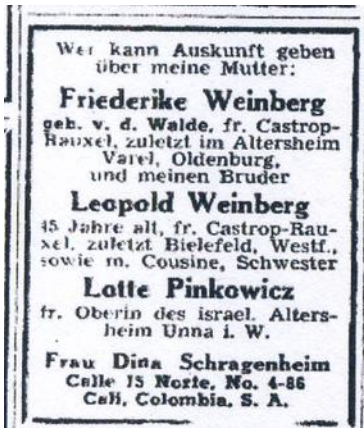 Wer kann Auskunft geben
über meine Mutter:
Friederike Weinberg
geb. v. d. Walde, fr. Castrop-
Rauxel, zuletzt im Altersheim
Varel, Oldenburg,
und meinen Bruder
Leopold Weinberg
45 Jahre alt, fr. Castrop-Rau-
xel, zuletzt Bielefeld, Westf.,
sowie m. Cousine, Schwester
Lotte Pinkowicz
fr. Oberin des israel. Alters-
heim Unna i. W.
Frau Dina Schragenheim
Calle 15 Norte, No. 4-86
Cali, Colombia, S. A.